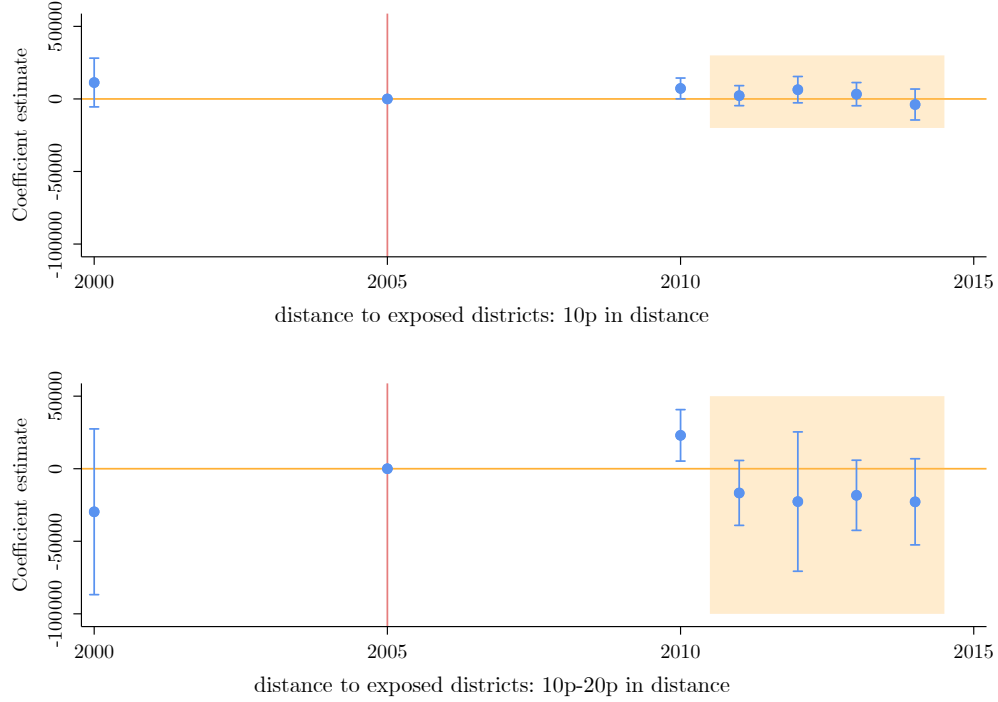 Coefficient estimate
50000
0
-50000
-100000
2000 2005 2010 2015
distance to exposed districts: 10p in distance
Coefficient estimate
50000
0
-50000
-100000
2000 2005 2010 2015
distance to exposed districts: 10p-20p in distance